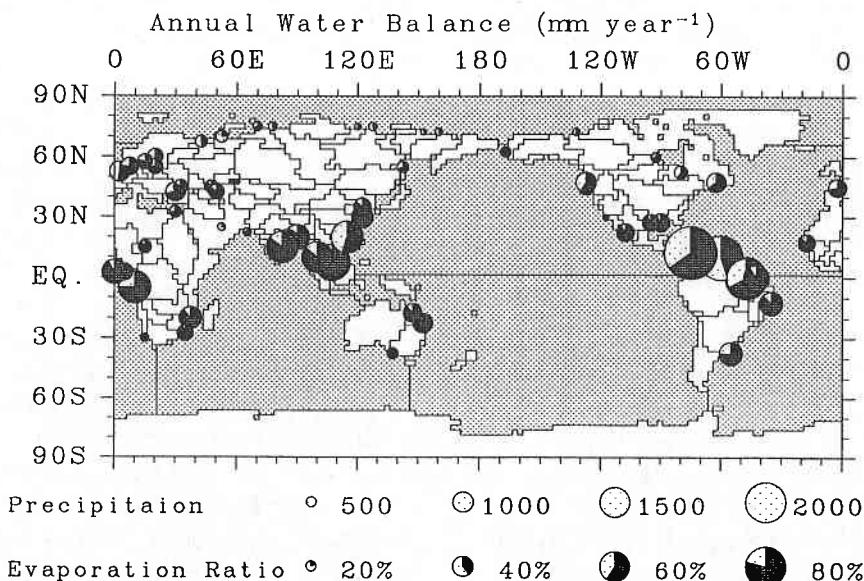 Annual Water Balance (mm year⁻¹)
0 60E 120E 180 120W 60W 0
90N
60N
30N
EQ.
30S
60S
90S
Precipitaion 500 1000 1500 2000
Evaporation Ratio 20% 40% 60% 80%